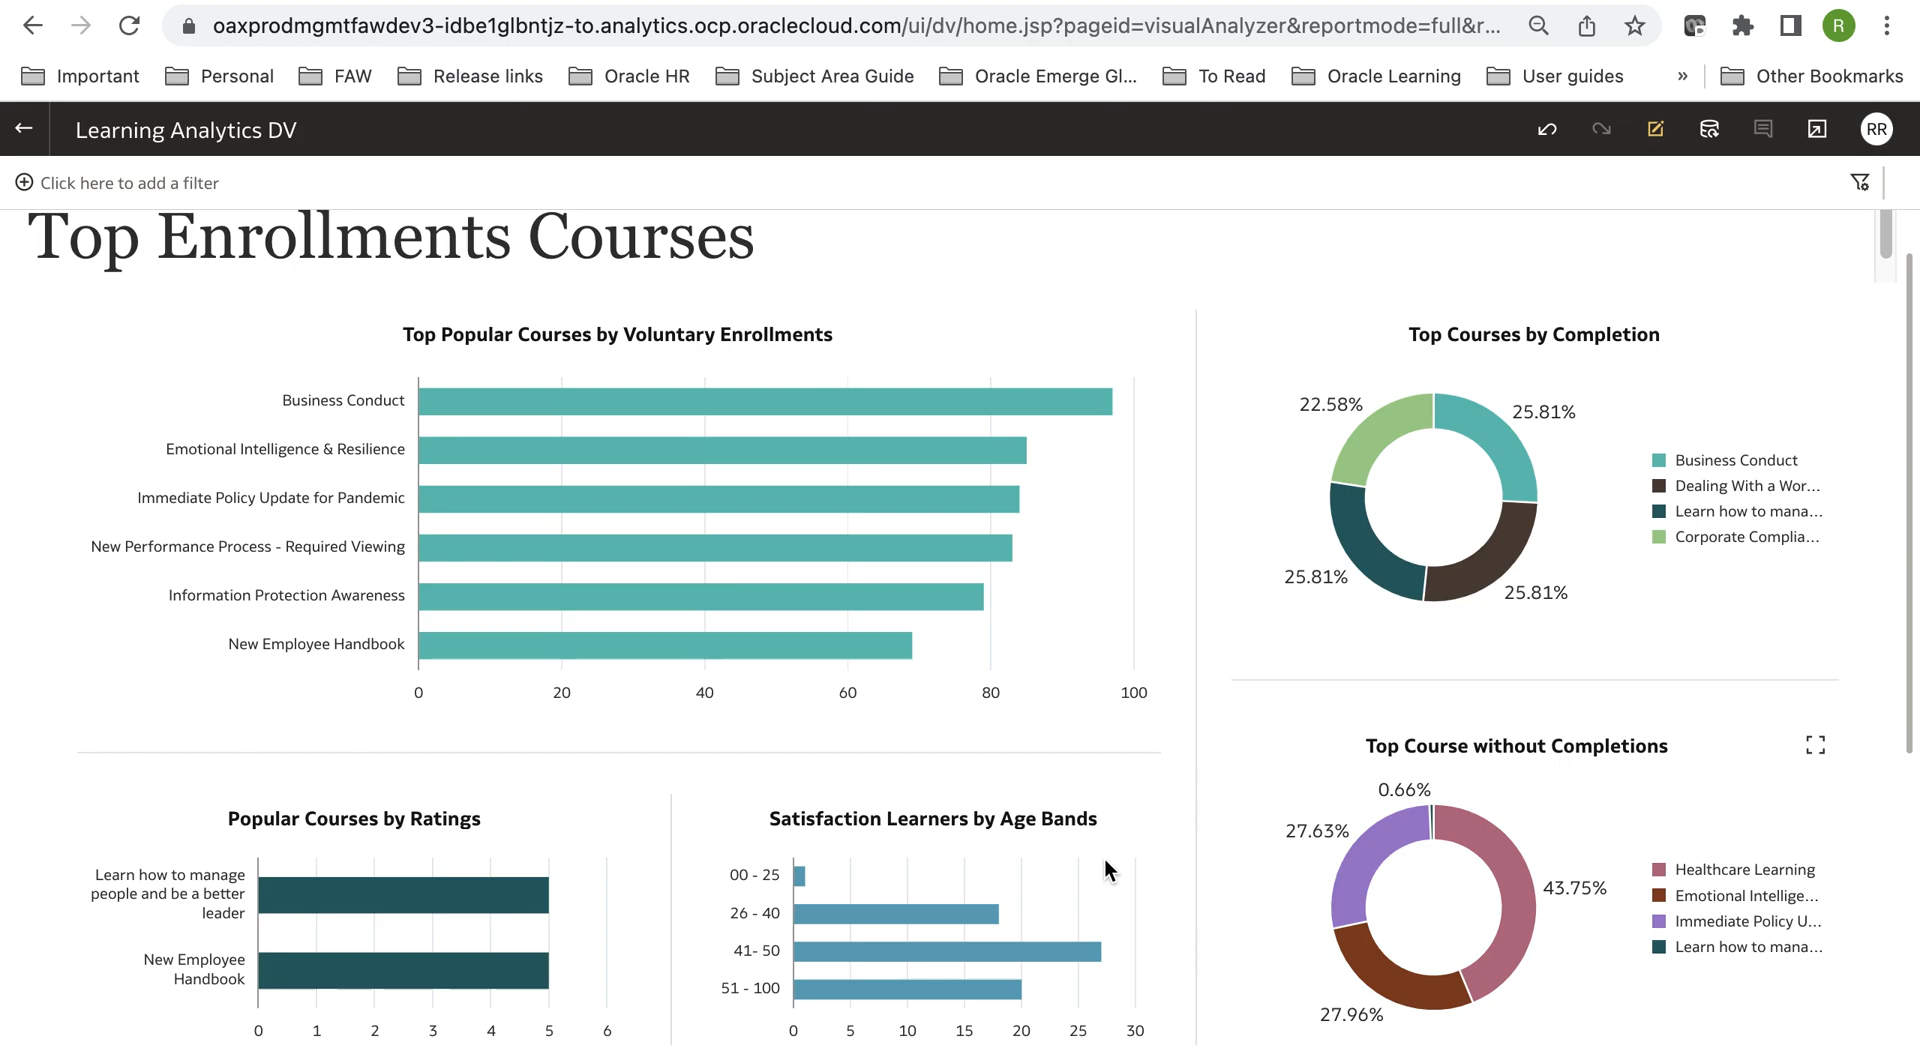 oaxprodmgmtfawdev3-idbe1glbntjz-to.analytics.ocp.oraclecloud.com/ui/dv/home.jsp?pageid=visualAnalyzer&reportmode=full&r...
R
Important
Personal
FAW
Release links
Oracle HR
Subject Area Guide
Oracle Emerge Gl...
To Read
Oracle Learning
User guides
»
Other Bookmarks
Learning Analytics DV
RR
Click here to add a filter
Top Enrollments Courses
Top Popular Courses by Voluntary Enrollments
Business Conduct
Emotional Intelligence & Resilience
Immediate Policy Update for Pandemic
New Performance Process - Required Viewing
Information Protection Awareness
New Employee Handbook
0 20 40 60 80 100
Top Courses by Completion
22.58%
25.81%
25.81%
25.81%
Business Conduct
Dealing With a Wor...
Learn how to mana...
Corporate Complia...
Popular Courses by Ratings
Learn how to manage
people and be a better
leader
New Employee
Handbook
0 1 2 3 4 5 6
Satisfaction Learners by Age Bands
00 - 25
26 - 40
41- 50
51 - 100
0 5 10 15 20 25 30
Top Course without Completions
0.66%
27.63%
43.75%
27.96%
Healthcare Learning
Emotional Intellige...
Immediate Policy U...
Learn how to mana...